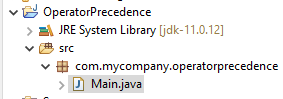 OperatorPrecedence
JRE System Library [jdk-11.0.12]
src
com.mycompany.operatorprecedence
Main.java